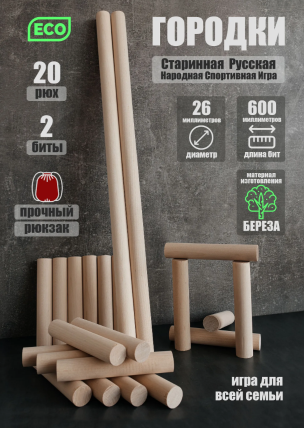 ECO
ГОРОДКИ
Старинная Русская
Народная Спортивная Игра
20
рюх
2
биты
прочный
рюкзак
26
миллиметров
диаметр
600
миллиметров
длина бит
материал
изготовления
БЕРЕЗА
игра для
всей семьи